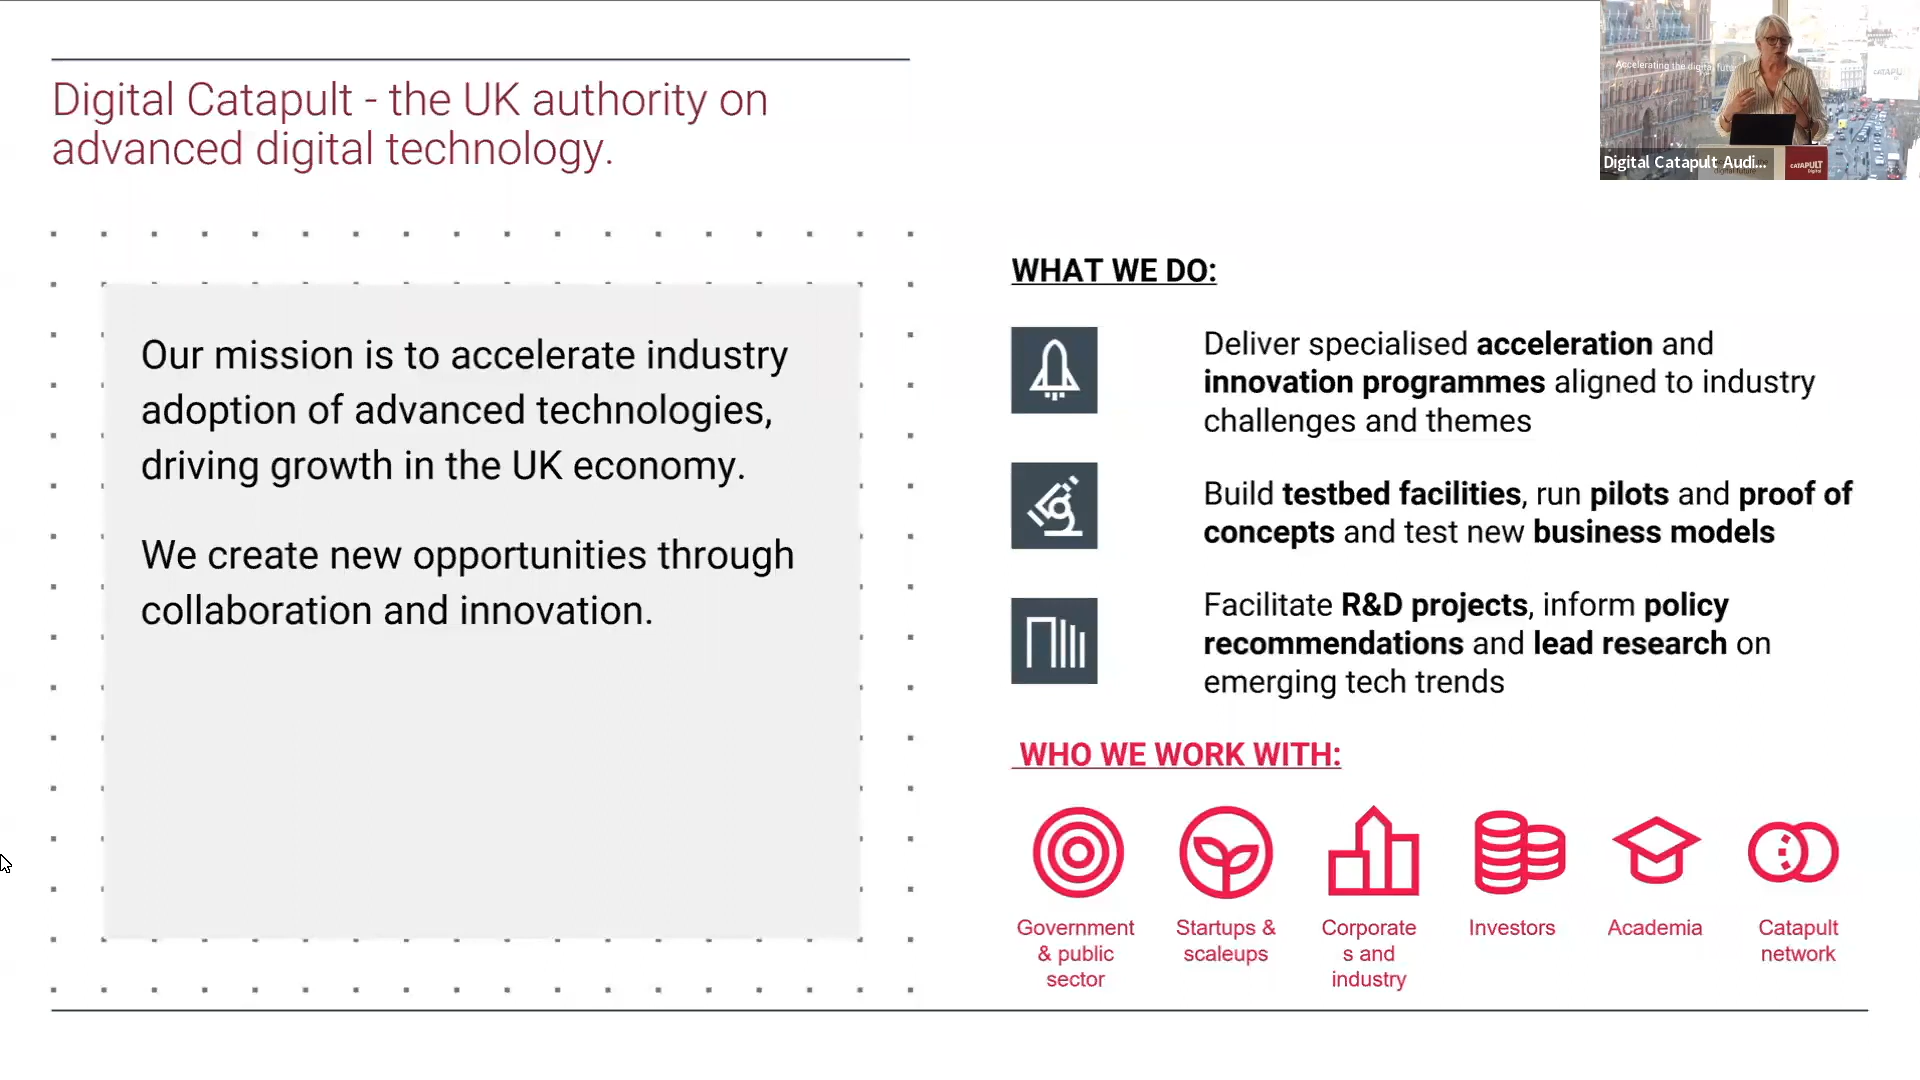 Digital Catapult - the UK authority on
advanced digital technology.
Accelerating the digital futu
Digital Catapult Audi...
CATAPULT
Digital
digital future
Our mission is to accelerate industry
adoption of advanced technologies,
driving growth in the UK economy.
We create new opportunities through
collaboration and innovation.
WHAT WE DO:
Deliver specialised acceleration and
innovation programmes aligned to industry
challenges and themes
Build testbed facilities, run pilots and proof of
concepts and test new business models
Facilitate R&D projects, inform policy
recommendations and lead research on
emerging tech trends
WHO WE WORK WITH:
Government
& public
sector
Startups &
scaleups
Corporate
s and
industry
Investors
Academia
Catapult
network